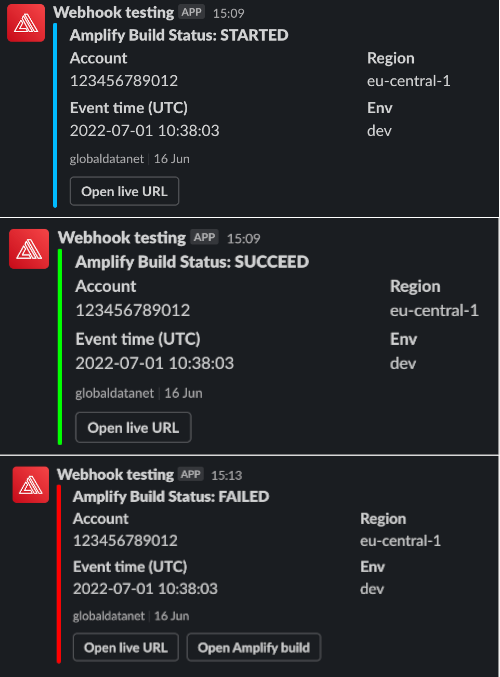 Webhook testing APP 15:09
Amplify Build Status: STARTED
Account Region
123456789012 eu-central-1
Event time (UTC) Env
2022-07-01 10:38:03 dev
globaldatanet | 16 Jun
Open live URL
Webhook testing APP 15:09
Amplify Build Status: SUCCEED
Account Region
123456789012 eu-central-1
Event time (UTC) Env
2022-07-01 10:38:03 dev
globaldatanet | 16 Jun
Open live URL
Webhook testing APP 15:13
Amplify Build Status: FAILED
Account Region
123456789012 eu-central-1
Event time (UTC) Env
2022-07-01 10:38:03 dev
globaldatanet | 16 Jun
Open live URL Open Amplify build